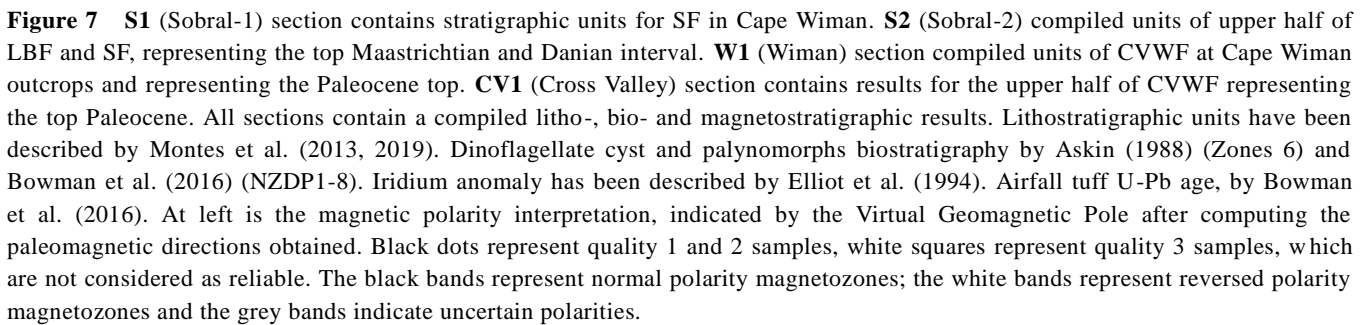 Figure 7 S1 (Sobral-1) section contains stratigraphic units for SF in Cape Wiman. S2 (Sobral-2) compiled units of upper half of
LBF and SF, representing the top Maastrichtian and Danian interval. W1 (Wiman) section compiled units of CVWF at Cape Wiman
outcrops and representing the Paleocene top. CV1 (Cross Valley) section contains results for the upper half of CVWF representing
the top Paleocene. All sections contain a compiled litho-, bio- and magnetostratigraphic results. Lithostratigraphic units have been
described by Montes et al. (2013, 2019). Dinoflagellate cyst and palynomorphs biostratigraphy by Askin (1988) (Zones 6) and
Bowman et al. (2016) (NZDP1-8). Iridium anomaly has been described by Elliot et al. (1994). Airfall tuff U-Pb age, by Bowman
et al. (2016). At left is the magnetic polarity interpretation, indicated by the Virtual Geomagnetic Pole after computing the
paleomagnetic directions obtained. Black dots represent quality 1 and 2 samples, white squares represent quality 3 samples, which
are not considered as reliable. The black bands represent normal polarity magnetozones; the white bands represent reversed polarity
magnetozones and the grey bands indicate uncertain polarities.